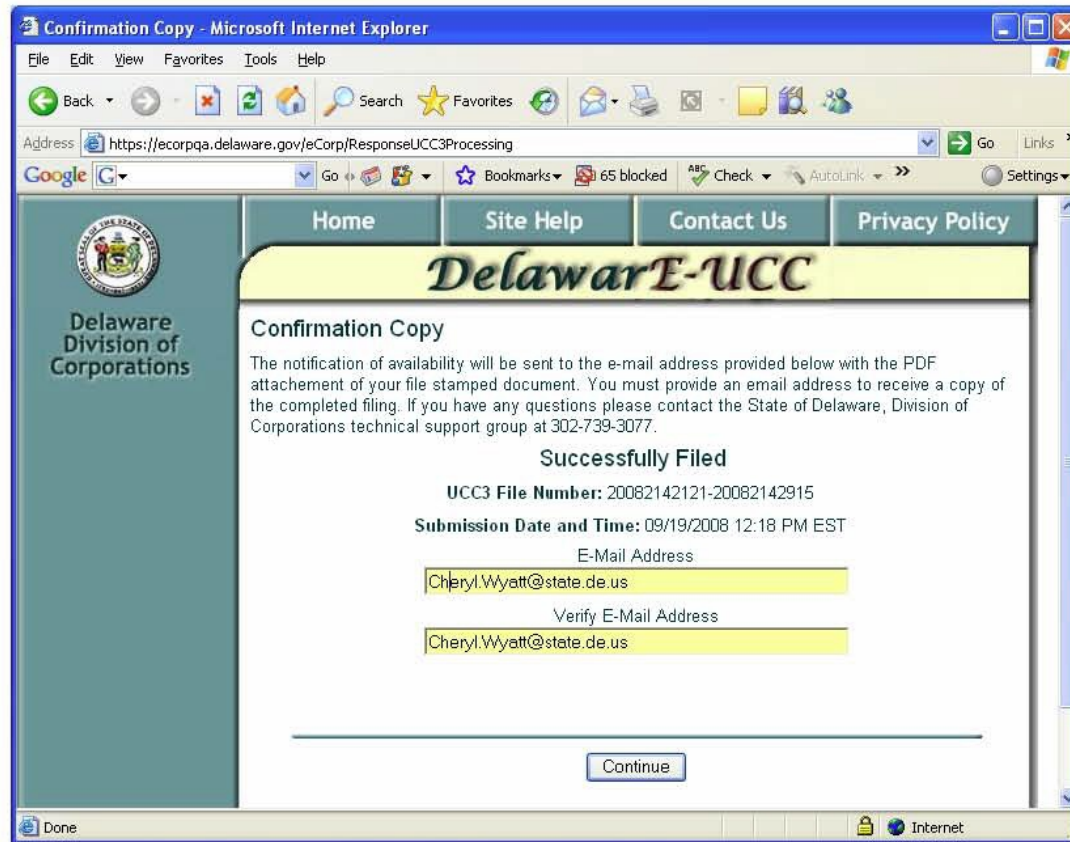 Confirmation Copy - Microsoft Internet Explorer
File Edit View Favorites Tools Help
Back Search Favorites
Address https://ecorpqa.delaware.gov/eCorp/ResponseUCC3Processing Go Links
Google G Go Bookmarks 65 blocked ABC Check AutoLink Settings
Home Site Help Contact Us Privacy Policy
DelawarE-UCC
Delaware
Division of
Corporations
Confirmation Copy
The notification of availability will be sent to the e-mail address provided below with the PDF
attachement of your file stamped document. You must provide an email address to receive a copy of
the completed filing. If you have any questions please contact the State of Delaware, Division of
Corporations technical support group at 302-739-3077.
Successfully Filed
UCC3 File Number: 20082142121-20082142915
Submission Date and Time: 09/19/2008 12:18 PM EST
E-Mail Address
Cheryl.Wyatt@state.de.us
Verify E-Mail Address
Cheryl.Wyatt@state.de.us
Continue
Done Internet